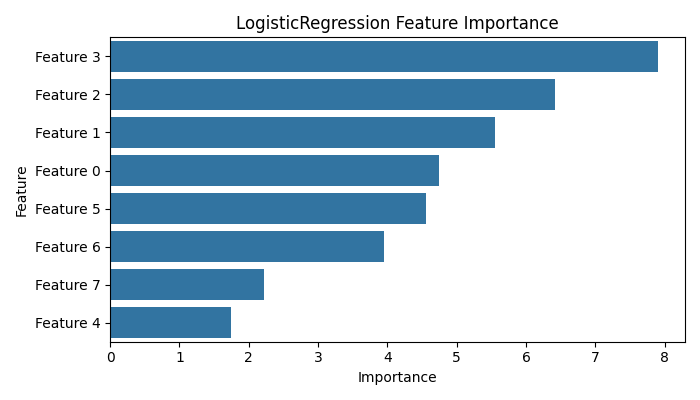 LogisticRegression Feature Importance
Feature 3
Feature 2
Feature 1
Feature 0
Feature 5
Feature 6
Feature 7
Feature 4
Feature
0 1 2 3 4 5 6 7 8
Importance